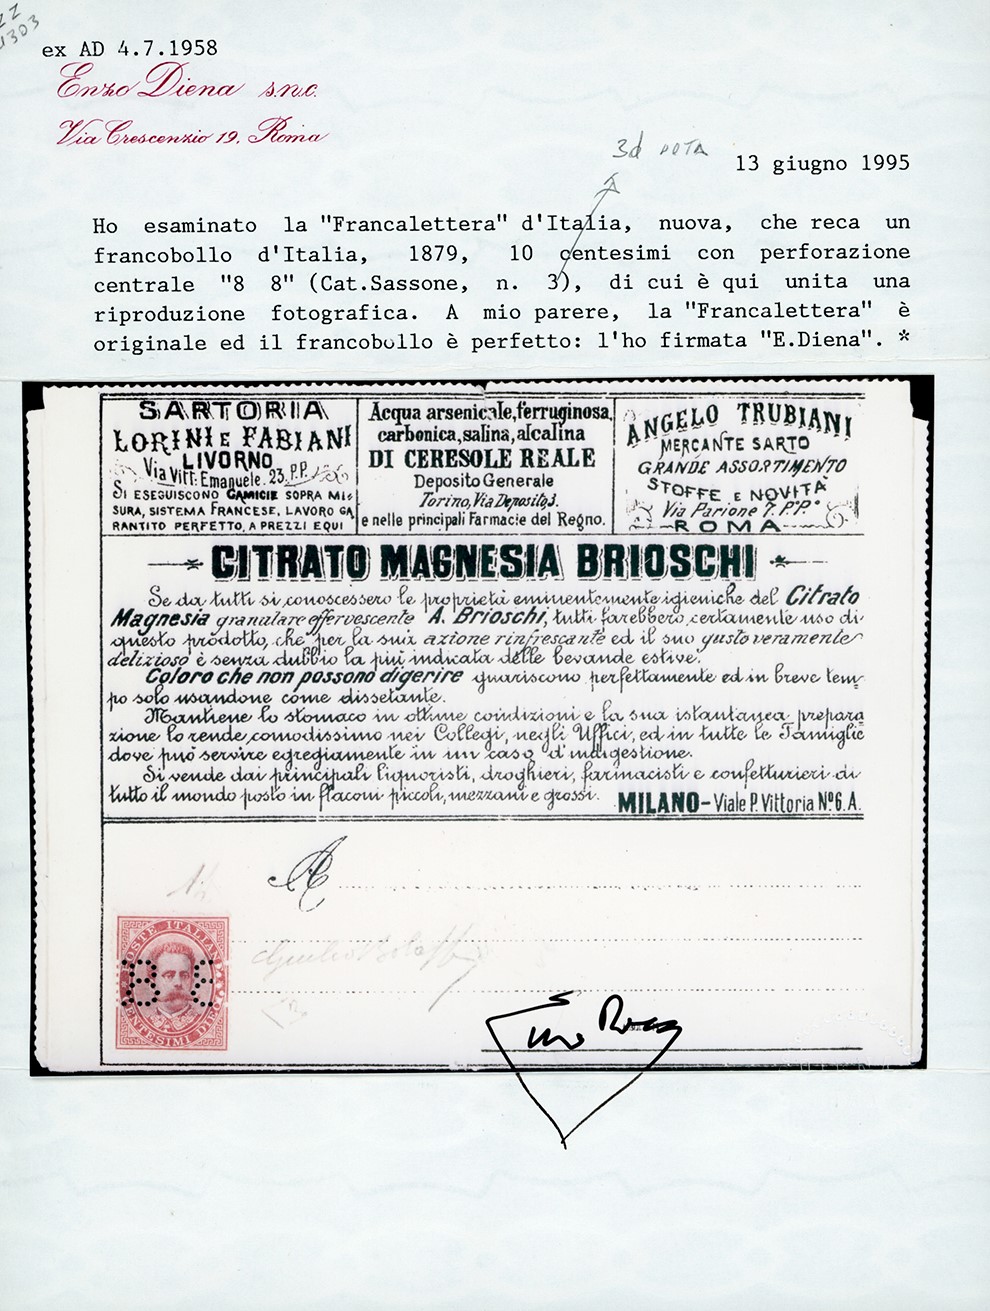 ZZ
1303
ex AD 4.7.1958
Enzo Diena s.n.c.
Via Crescenzio 19, Roma
3d NOTA
13 giugno 1995
Ho esaminato la "Francalettera" d'Italia, nuova, che reca un
francobollo d'Italia, 1879, 10 centesimi con perforazione
centrale "8 8" (Cat.Sassone, n. 3), di cui è qui unita una
riproduzione fotografica. A mio parere, la "Francalettera" è
originale ed il francobollo è perfetto: l'ho firmata "E.Diena". *
SARTORIA
LORINI E FABIANI
LIVORNO
Via Vitt: Emanuele. 23. P.P.
SI ESEGUISCONO CAMICIE SOPRA MI=
SURA, SISTEMA FRANCESE, LAVORO GA
RANTITO PERFETTO, A PREZZI EQUI
Acqua arsenicale, ferruginosa,
carbonica, salina, alcalina
DI CERESOLE REALE
Deposito Generale
Torino, Via Deposito, 1.
e nelle principali Farmacie del Regno.
ANGELO TRUBIANI
MERCANTE SARTO
GRANDE ASSORTIMENTO
STOFFE E NOVITÀ
Via Parione 7. P.P.º
ROMA
CITRATO MAGNESIA BRIOSCHI
Se da tutti si conoscessero le proprietà eminentemente igieniche del Citrato
Magnesia granulare effervescente A. Brioschi, tutti farebbero certamente uso di
questo prodotto, che per la sua azione rinfrescante ed il suo gusto veramente
delizioso è senza dubbio la più indicata delle bevande estive.
Coloro che non possono digerire guariscono perfettamente ed in breve tem=
po solo usandone come dissetante.
Mantiene lo stomaco in ottime condizioni e la sua istantanea prepara
zione lo rende comodissimo nei Collegi, negli Uffici, ed in tutte le Famiglie
dove può servire egregiamente in un caso d'indigestione.
Si vende dai principali liquoristi, droghieri, farmacisti e confetturieri di
tutto il mondo posto in flaconi piccoli, mezzani e grossi. MILANO - Viale P. Vittoria Nº 6. A.
A
POSTE ITALIANE
8 8
CENTESIMI DIECI